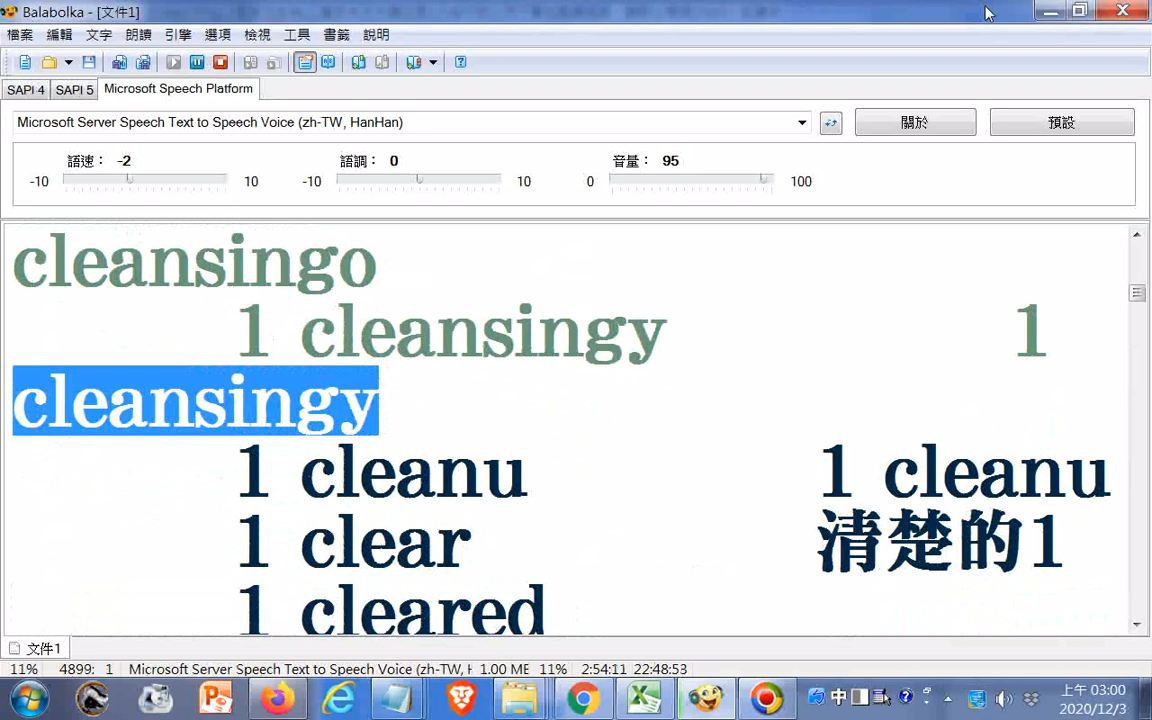 Balabolka - [文件1]
檔案 編輯 文字 朗讀 引擎 選項 檢視 工具 書籤 說明
SAPI 4 SAPI 5 Microsoft Speech Platform
Microsoft Server Speech Text to Speech Voice (zh-TW, HanHan) 關於 預設
語速： -2 語調： 0 音量： 95
-10 10 -10 10 0 100
cleansingo
1 cleansingy 1
cleansingy
1 cleanu 1 cleanu
1 clear 清楚的1
1 cleared
文件1
11% 4899: 1 Microsoft Server Speech Text to Speech Voice (zh-TW, H 1.00 ME 11% 2:54:11 22:48:53
中 上午 03:00
2020/12/3